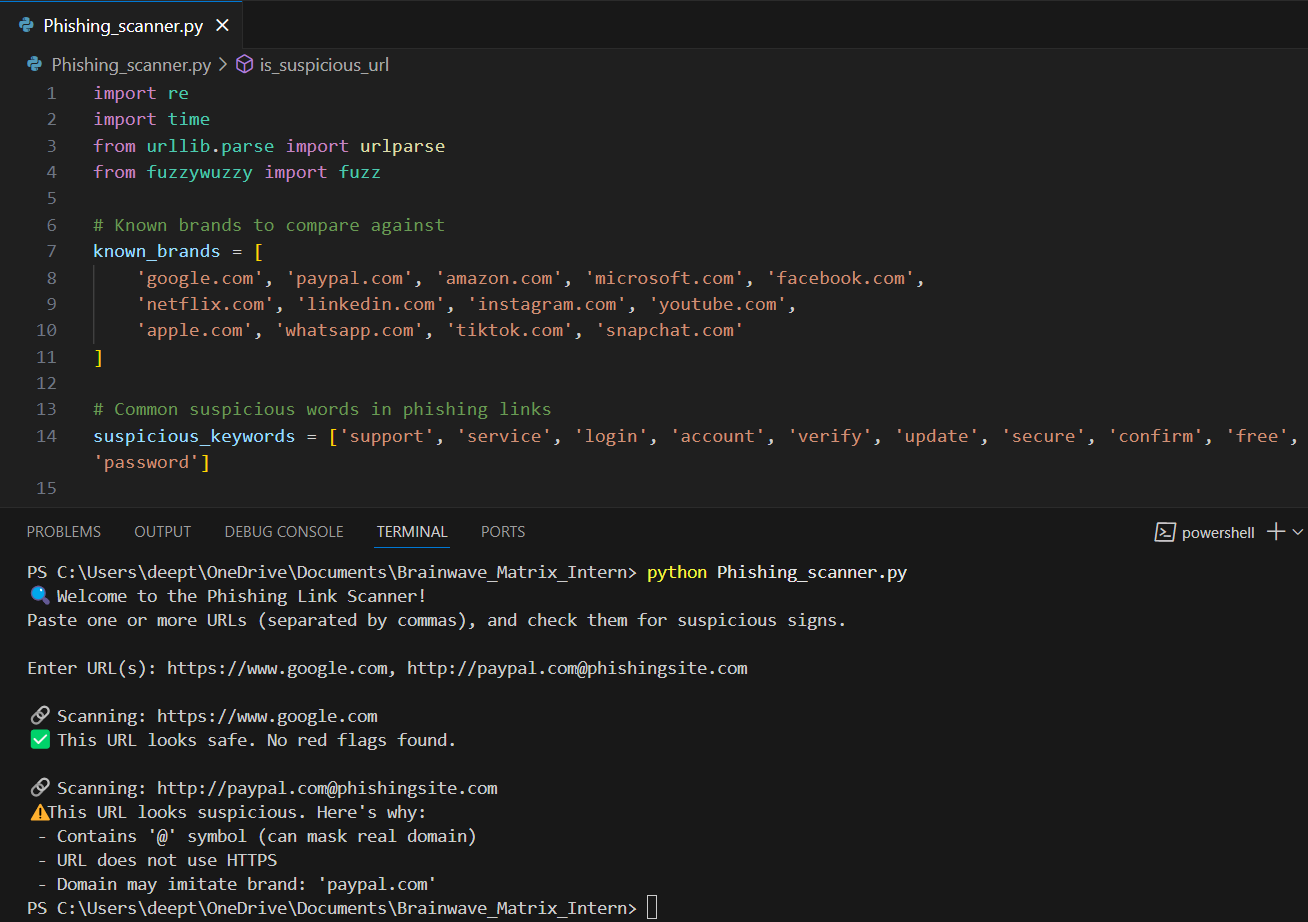 Phishing_scanner.py
Phishing_scanner.py > is_suspicious_url
1 import re
2 import time
3 from urllib.parse import urlparse
4 from fuzzywuzzy import fuzz
5
6 # Known brands to compare against
7 known_brands = [
8 'google.com', 'paypal.com', 'amazon.com', 'microsoft.com', 'facebook.com',
9 'netflix.com', 'linkedin.com', 'instagram.com', 'youtube.com',
10 'apple.com', 'whatsapp.com', 'tiktok.com', 'snapchat.com'
11 ]
12
13 # Common suspicious words in phishing links
14 suspicious_keywords = ['support', 'service', 'login', 'account', 'verify', 'update', 'secure', 'confirm', 'free',
'password']
15
PROBLEMS OUTPUT DEBUG CONSOLE TERMINAL PORTS powershell
PS C:\Users\deept\OneDrive\Documents\Brainwave_Matrix_Intern> python Phishing_scanner.py
🔍 Welcome to the Phishing Link Scanner!
Paste one or more URLs (separated by commas), and check them for suspicious signs.
Enter URL(s): https://www.google.com, http://paypal.com@phishingsite.com
🔗 Scanning: https://www.google.com
✅ This URL looks safe. No red flags found.
🔗 Scanning: http://paypal.com@phishingsite.com
⚠️This URL looks suspicious. Here's why:
- Contains '@' symbol (can mask real domain)
- URL does not use HTTPS
- Domain may imitate brand: 'paypal.com'
PS C:\Users\deept\OneDrive\Documents\Brainwave_Matrix_Intern>